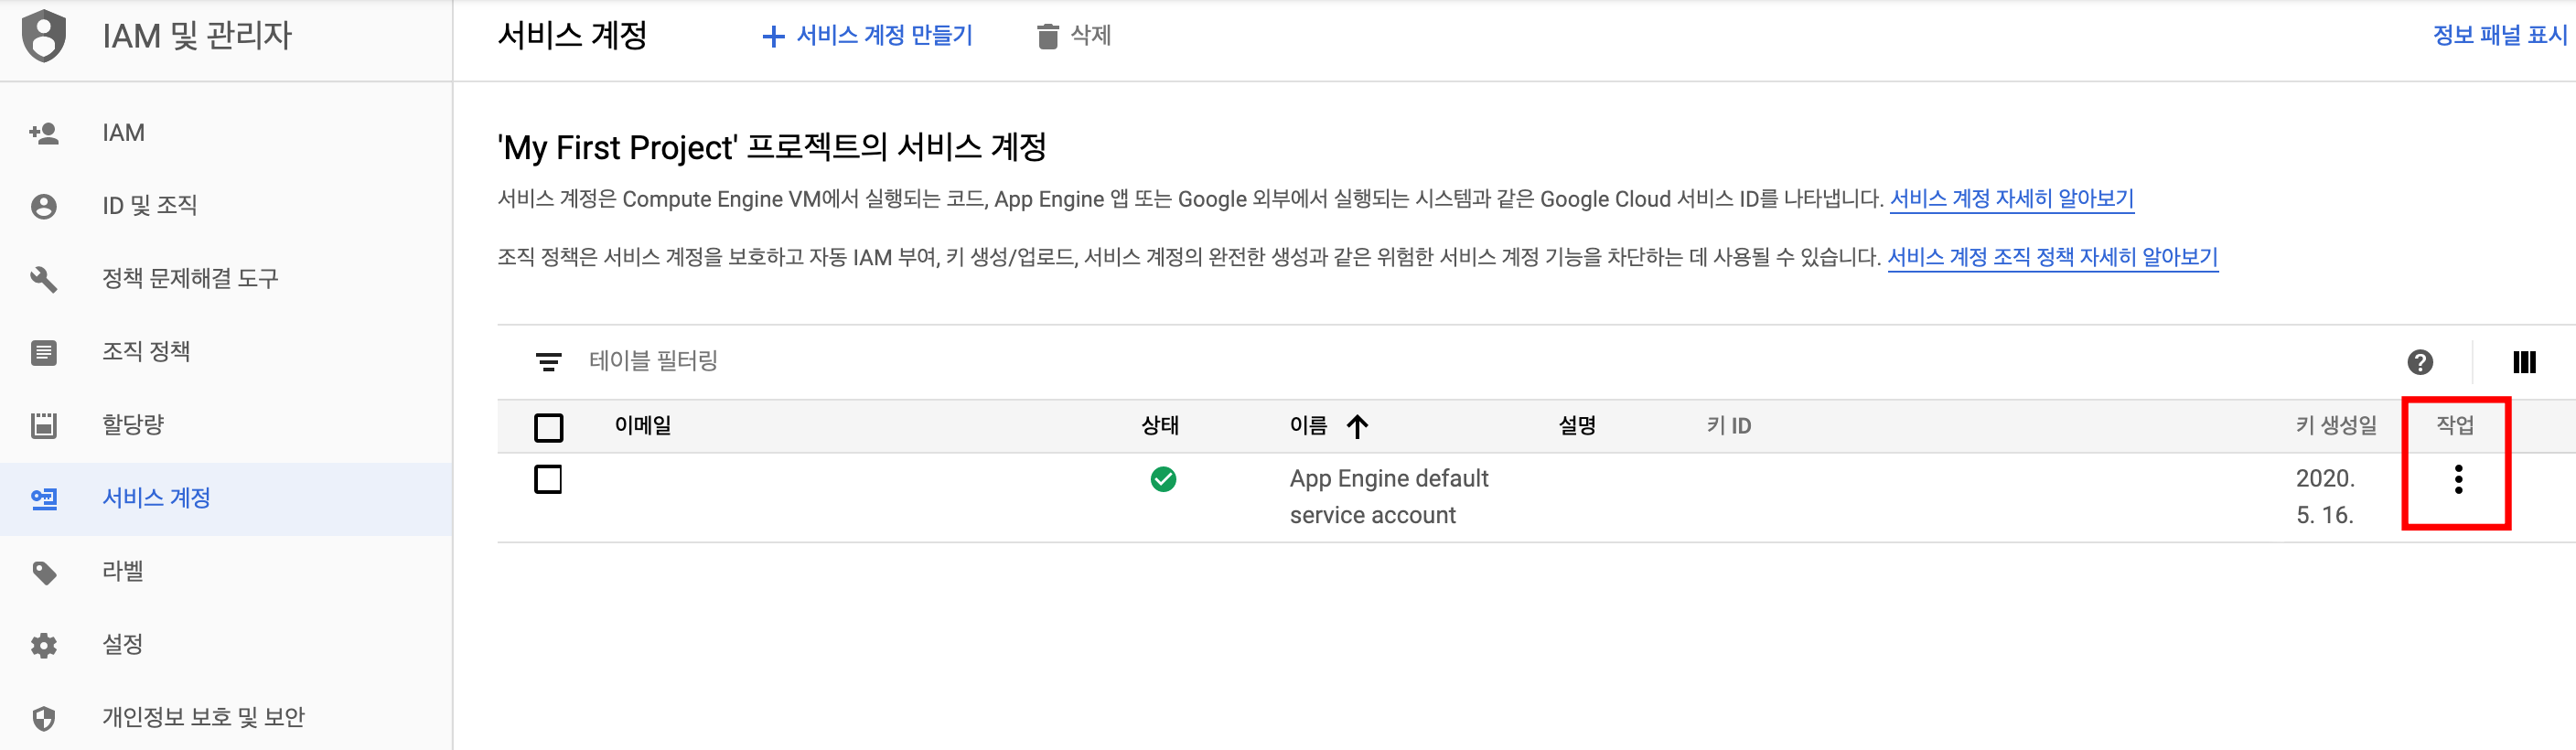 IAM 및 관리자
서비스 계정
서비스 계정 만들기
삭제
정보 패널 표시
IAM
ID 및 조직
정책 문제해결 도구
조직 정책
할당량
서비스 계정
라벨
설정
개인정보 보호 및 보안
'My First Project' 프로젝트의 서비스 계정
서비스 계정은 Compute Engine VM에서 실행되는 코드, App Engine 앱 또는 Google 외부에서 실행되는 시스템과 같은 Google Cloud 서비스 ID를 나타냅니다. 서비스 계정 자세히 알아보기
조직 정책은 서비스 계정을 보호하고 자동 IAM 부여, 키 생성/업로드, 서비스 계정의 완전한 생성과 같은 위험한 서비스 계정 기능을 차단하는 데 사용될 수 있습니다. 서비스 계정 조직 정책 자세히 알아보기
테이블 필터링
이메일 상태 이름 설명 키 ID 키 생성일 작업
App Engine default
service account
2020.
5. 16.